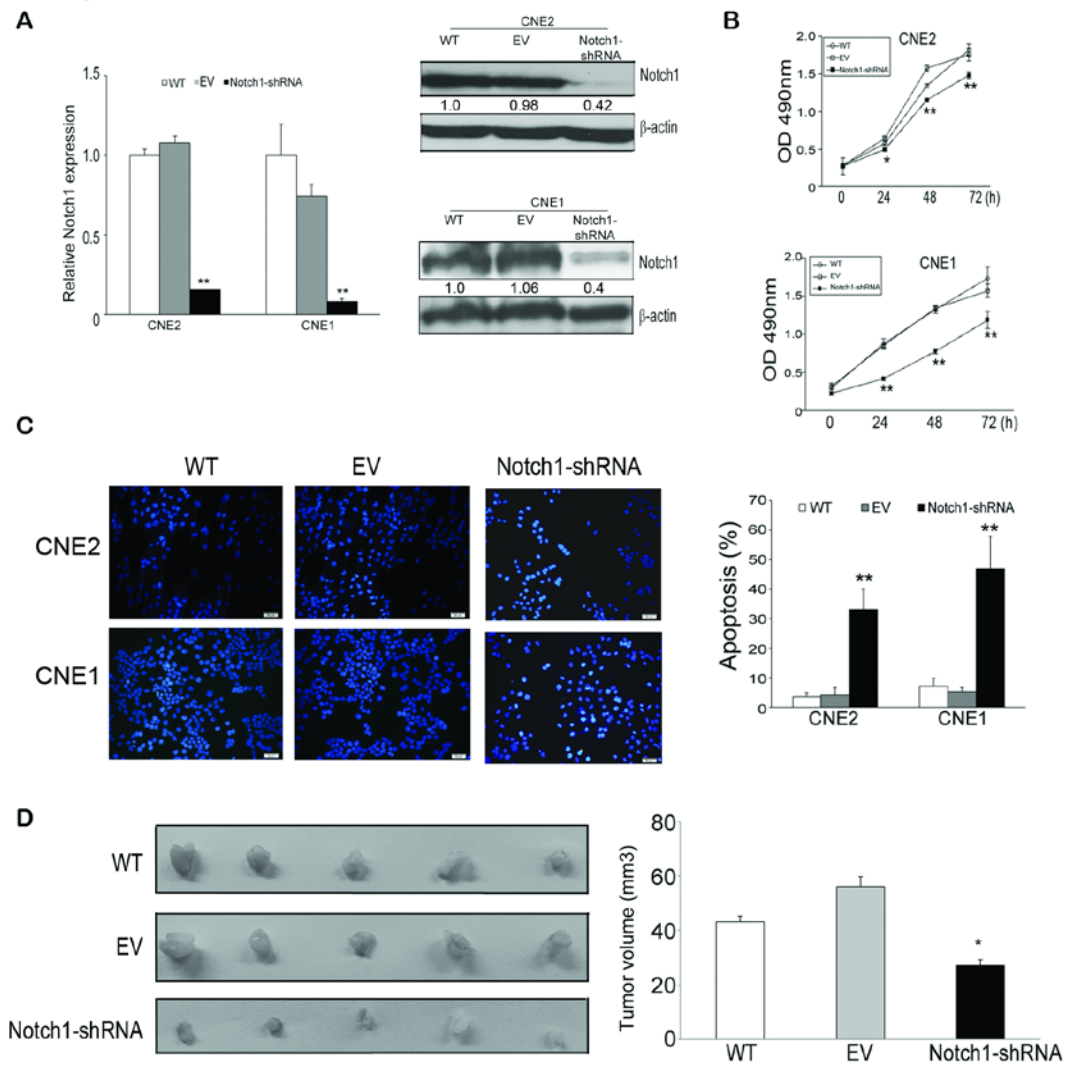 A
1.5
1.0
0.5
0
Relative Notch1 expression
WT EV Notch1-shRNA
**
**
CNE2 CNE1
CNE2
WT EV Notch1-
shRNA
Notch1
1.0 0.98 0.42
β-actin
CNE1
WT EV Notch1-
shRNA
Notch1
1.0 1.06 0.4
β-actin
B
CNE2
2.0
1.5
1.0
0.5
0
OD 490nm
WT
EV
Notch1-shRNA
*
**
**
0 24 48 72 (h)
CNE1
2.0
1.5
1.0
0.5
0
OD 490nm
WT
EV
Notch1-shRNA
**
**
**
0 24 48 72 (h)
C
WT EV Notch1-shRNA
CNE2
CNE1
70
60
50
40
30
20
10
0
Apoptosis (%)
WT EV Notch1-shRNA
**
**
CNE2 CNE1
D
WT
EV
Notch1-shRNA
80
60
40
20
0
Tumor volume (mm3)
*
WT EV Notch1-shRNA